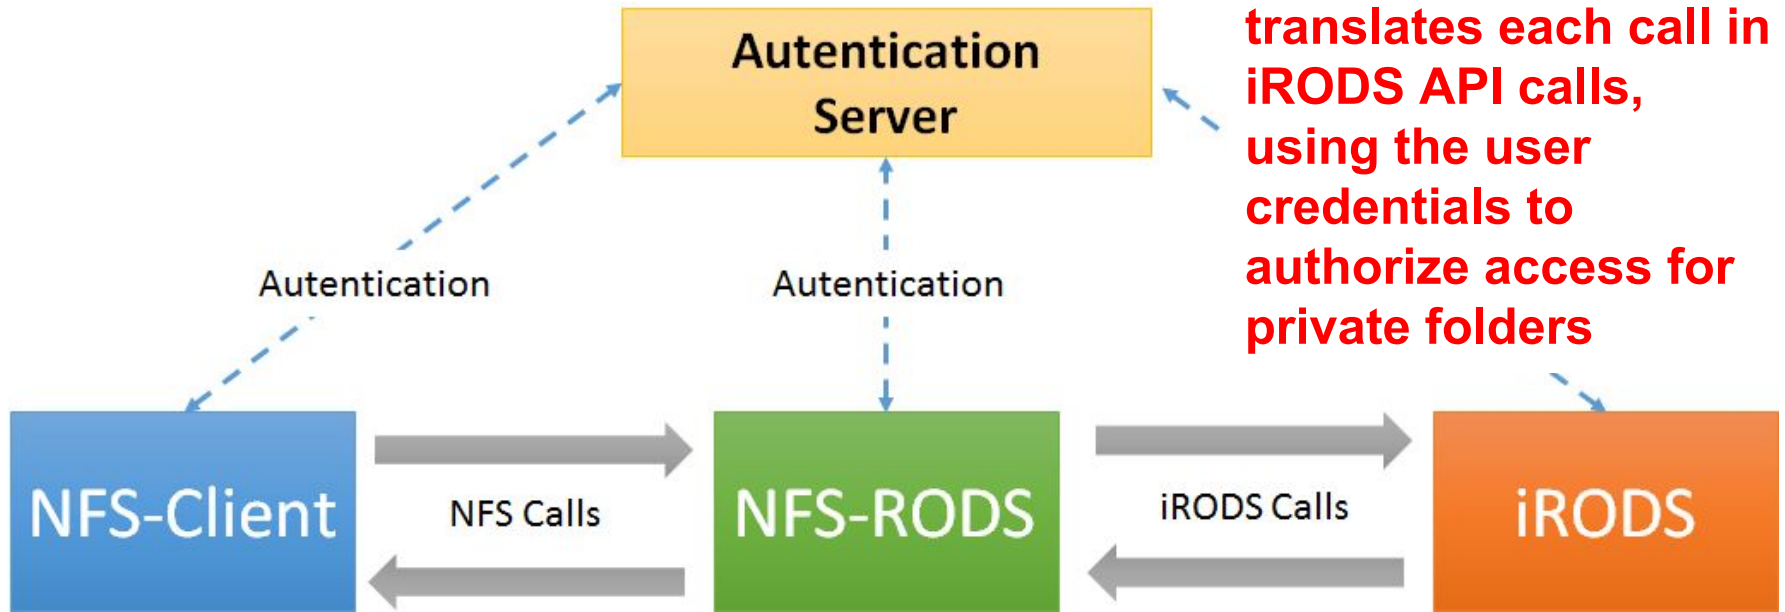 Autentication
Server
translates each call in
iRODS API calls,
using the user
credentials to
authorize access for
private folders
Autentication
Autentication
NFS-Client
NFS Calls
NFS-RODS
iRODS Calls
iRODS